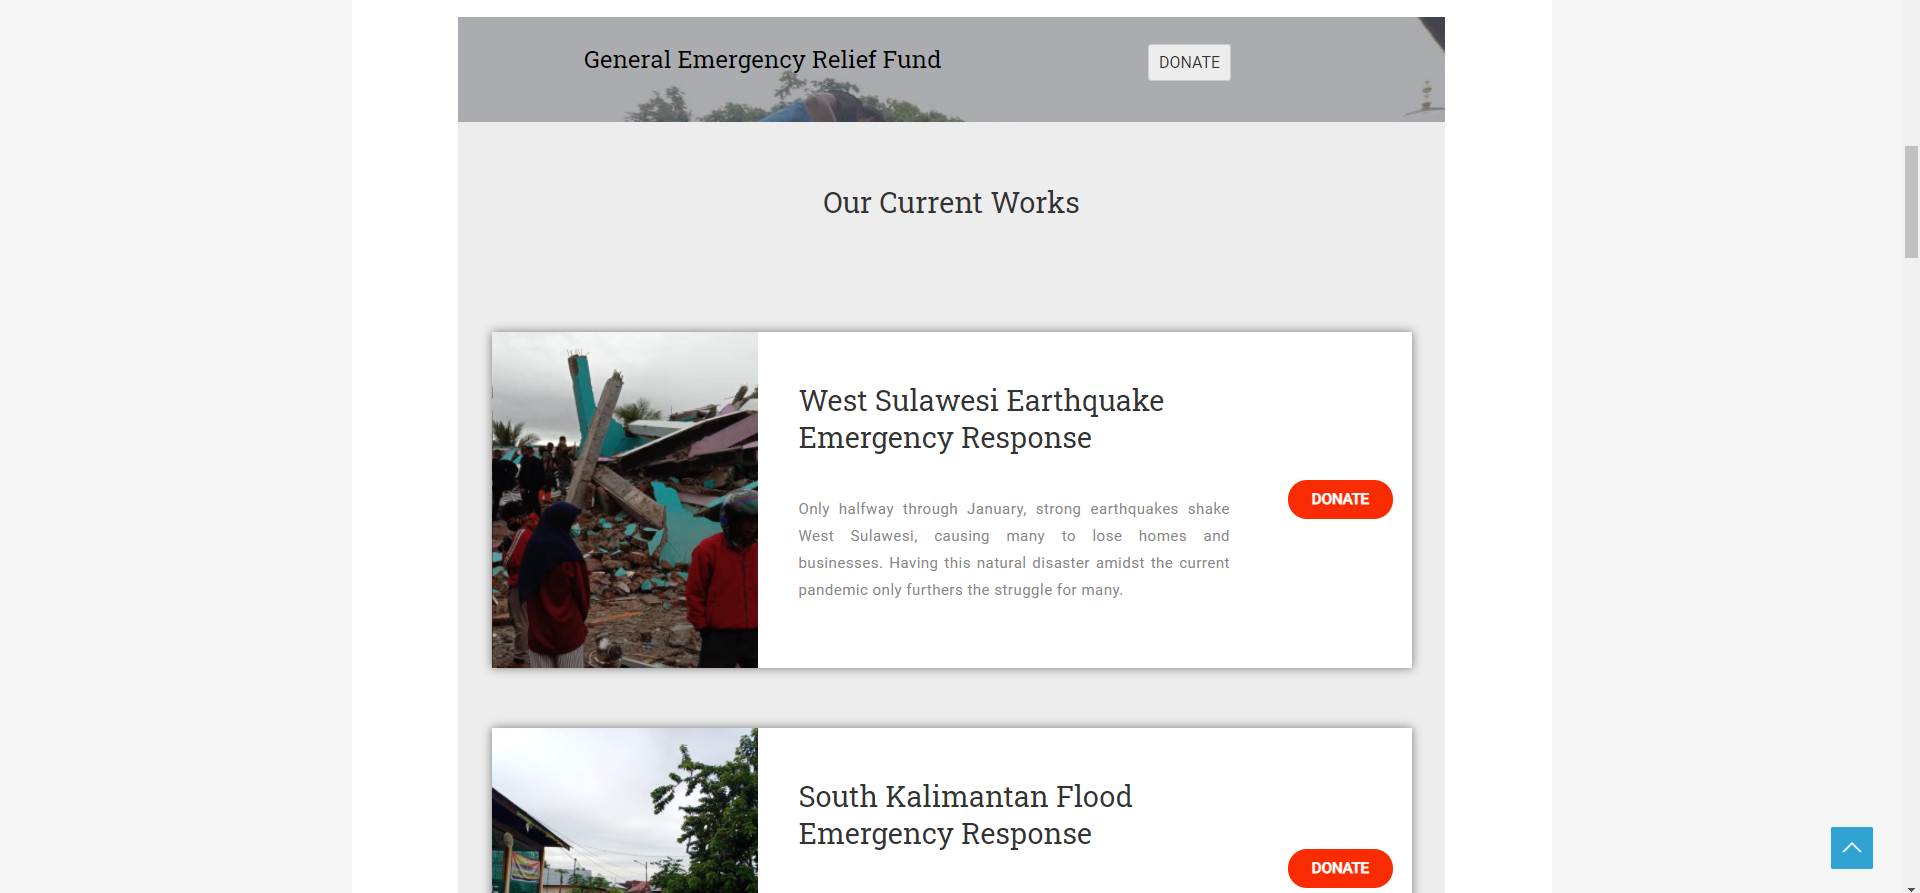 General Emergency Relief Fund
DONATE
Our Current Works
West Sulawesi Earthquake
Emergency Response
Only halfway through January, strong earthquakes shake
West Sulawesi, causing many to lose homes and
businesses. Having this natural disaster amidst the current
pandemic only furthers the struggle for many.
DONATE
South Kalimantan Flood
Emergency Response
DONATE